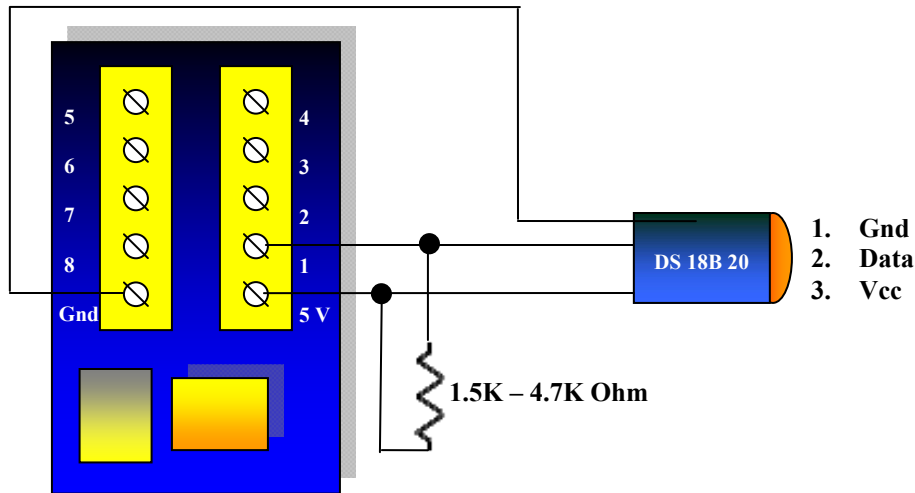 5
6
7
8
Gnd
4
3
2
1
5 V
DS 18B 20
1. Gnd
2. Data
3. Vcc
1.5K – 4.7K Ohm